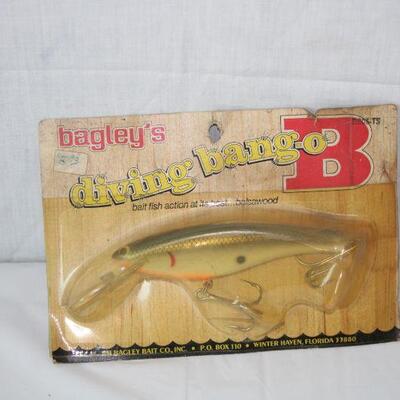 bagley's
diving bang-o
B
bait fish action at its best...balsawood
BAGLEY BAIT CO., INC. • P.O. BOX 110 • WINTER HAVEN, FLORIDA 33880